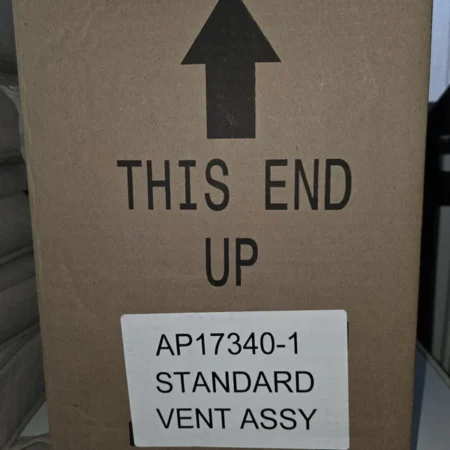 THIS END
UP
AP17340-1
STANDARD
VENT ASSY